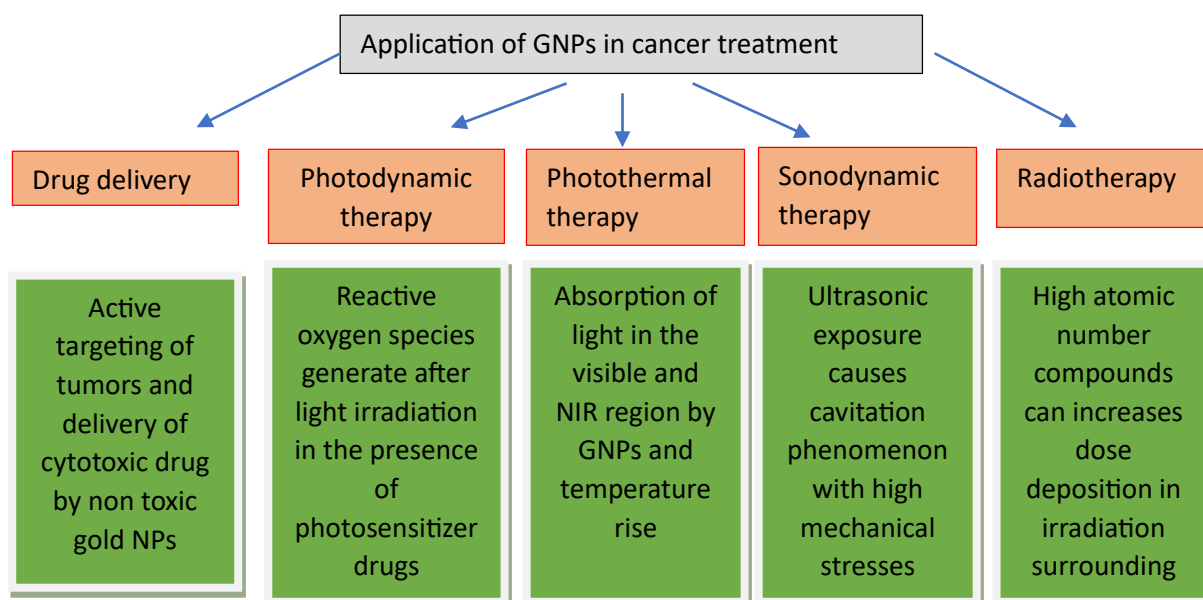 Application of GNPs in cancer treatment
Drug delivery
Photodynamic
therapy
Photothermal
therapy
Sonodynamic
therapy
Radiotherapy
Active
targeting of
tumors and
delivery of
cytotoxic drug
by non toxic
gold NPs
Reactive
oxygen species
generate after
light irradiation
in the presence
of
photosensitizer
drugs
Absorption of
light in the
visible and
NIR region by
GNPs and
temperature
rise
Ultrasonic
exposure
causes
cavitation
phenomenon
with high
mechanical
stresses
High atomic
number
compounds
can increases
dose
deposition in
irradiation
surrounding